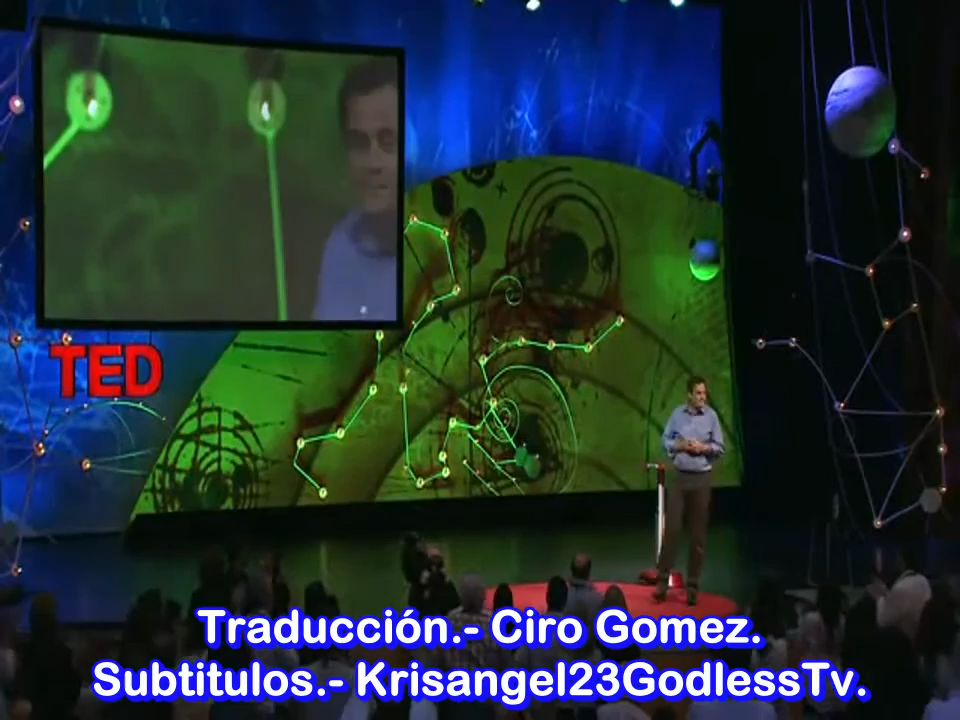 TED
Traducción.- Ciro Gomez.
Subtitulos.- Krisangel23GodlessTv.